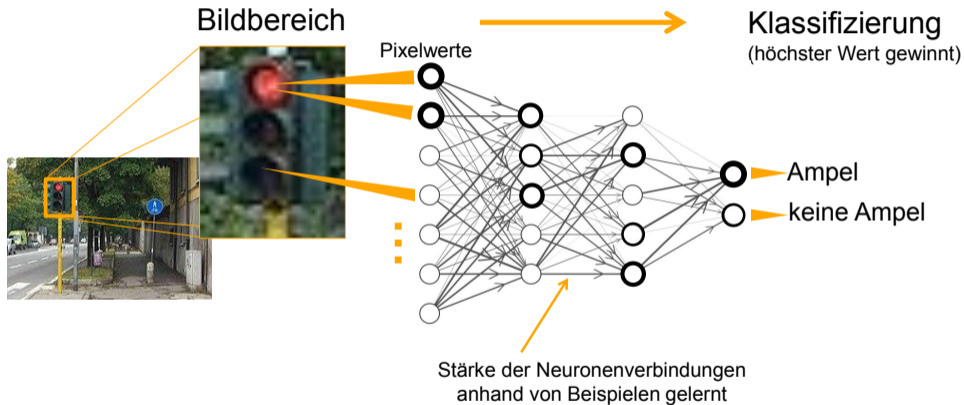 Bildbereich
Pixelwerte
Klassifizierung
(höchster Wert gewinnt)
Ampel
keine Ampel
Stärke der Neuronenverbindungen
anhand von Beispielen gelernt